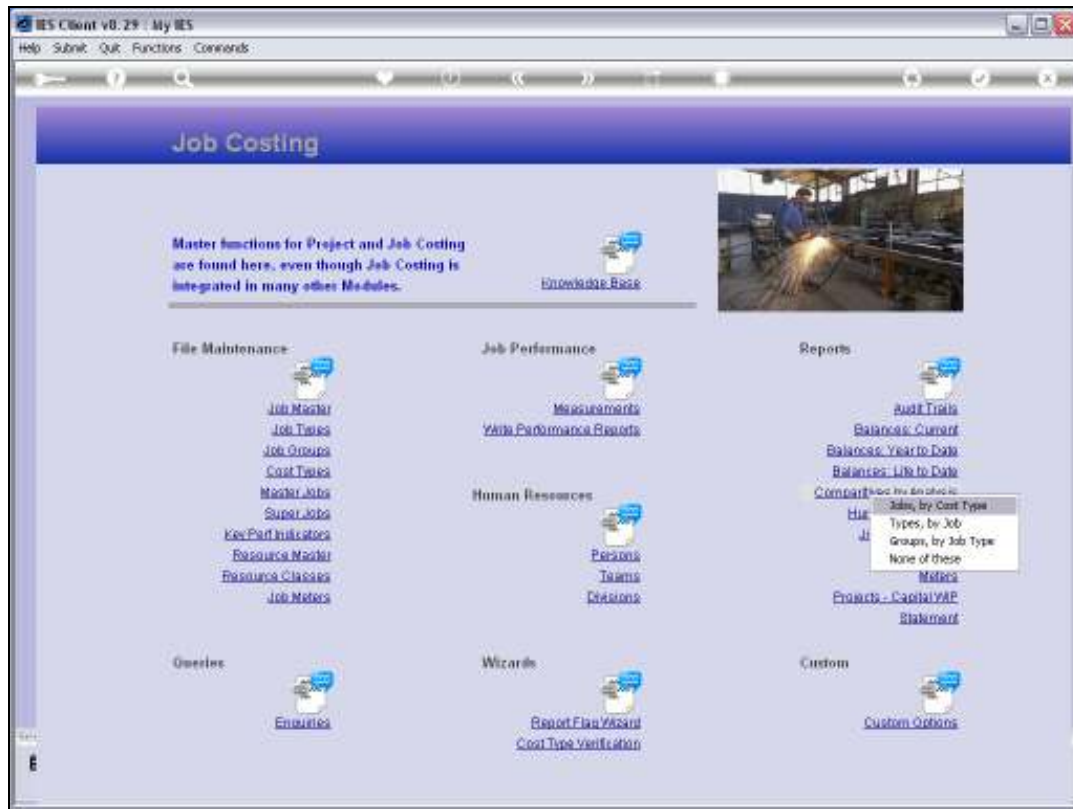 IES Client v0.29 : My IES
Help Submit Quit Functions Commands
Job Costing
Master functions for Project and Job Costing
are found here, even though Job Costing is
integrated in many other Modules.
Knowledge Base
File Maintenance
Job Master
Job Types
Job Groups
Cost Types
Master Jobs
Super Jobs
Key Perf Indicators
Resource Master
Resource Classes
Job Meters
Job Performance
Measurements
Write Performance Reports
Human Resources
Persons
Teams
Divisions
Reports
Audit Trails
Balances: Current
Balances: Year to Date
Balances: Life to Date
Comparitives by Analysis
Jobs, by Cost Type
Types, by Job
Groups, by Job Type
None of these
Meters
Projects - Capital WIP
Statement
Queries
Enquiries
Wizards
Report Flag Wizard
Cost Type Verification
Custom
Custom Options